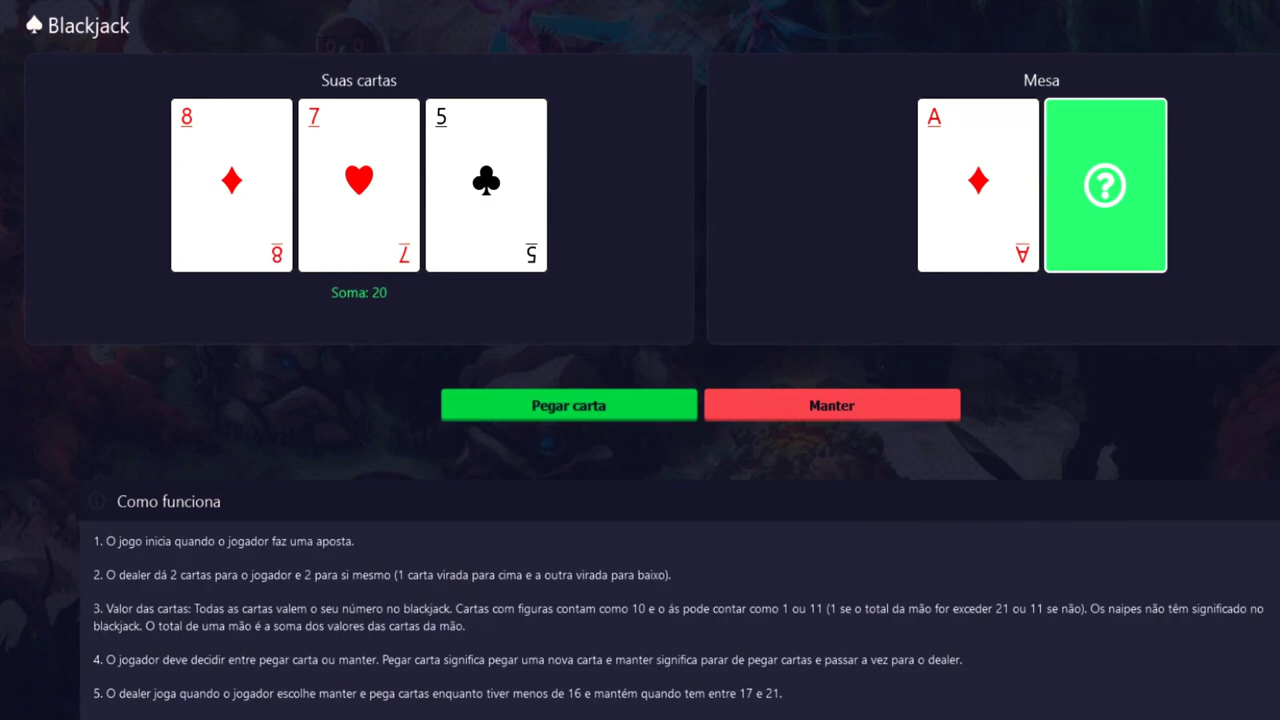 Blackjack
Suas cartas
Mesa
8
7
5
A
?
8
7
5
A
Soma: 20
Pegar carta
Manter
Como funciona
1. O jogo inicia quando o jogador faz uma aposta.
2. O dealer dá 2 cartas para o jogador e 2 para si mesmo (1 carta virada para cima e a outra virada para baixo).
3. Valor das cartas: Todas as cartas valem o seu número no blackjack. Cartas com figuras contam como 10 e o ás pode contar como 1 ou 11 (1 se o total da mão for exceder 21 ou 11 se não). Os naipes não têm significado no
blackjack. O total de uma mão é a soma dos valores das cartas da mão.
4. O jogador deve decidir entre pegar carta ou manter. Pegar carta significa pegar uma nova carta e manter significa parar de pegar cartas e passar a vez para o dealer.
5. O dealer joga quando o jogador escolhe manter e pega cartas enquanto tiver menos de 16 e mantém quando tem entre 17 e 21.